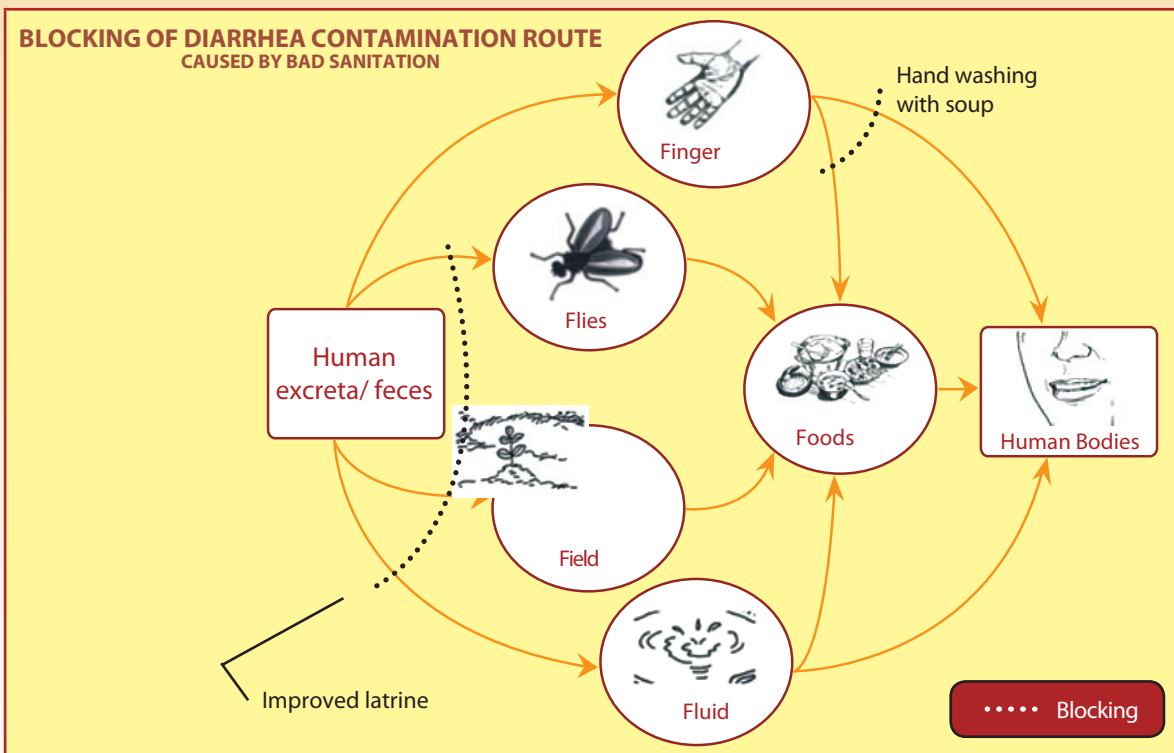 BLOCKING OF DIARRHEA CONTAMINATION ROUTE
CAUSED BY BAD SANITATION
Hand washing
with soup
Finger
Flies
Human
excreta/ feces
Foods
Human Bodies
Field
Fluid
Improved latrine
Blocking